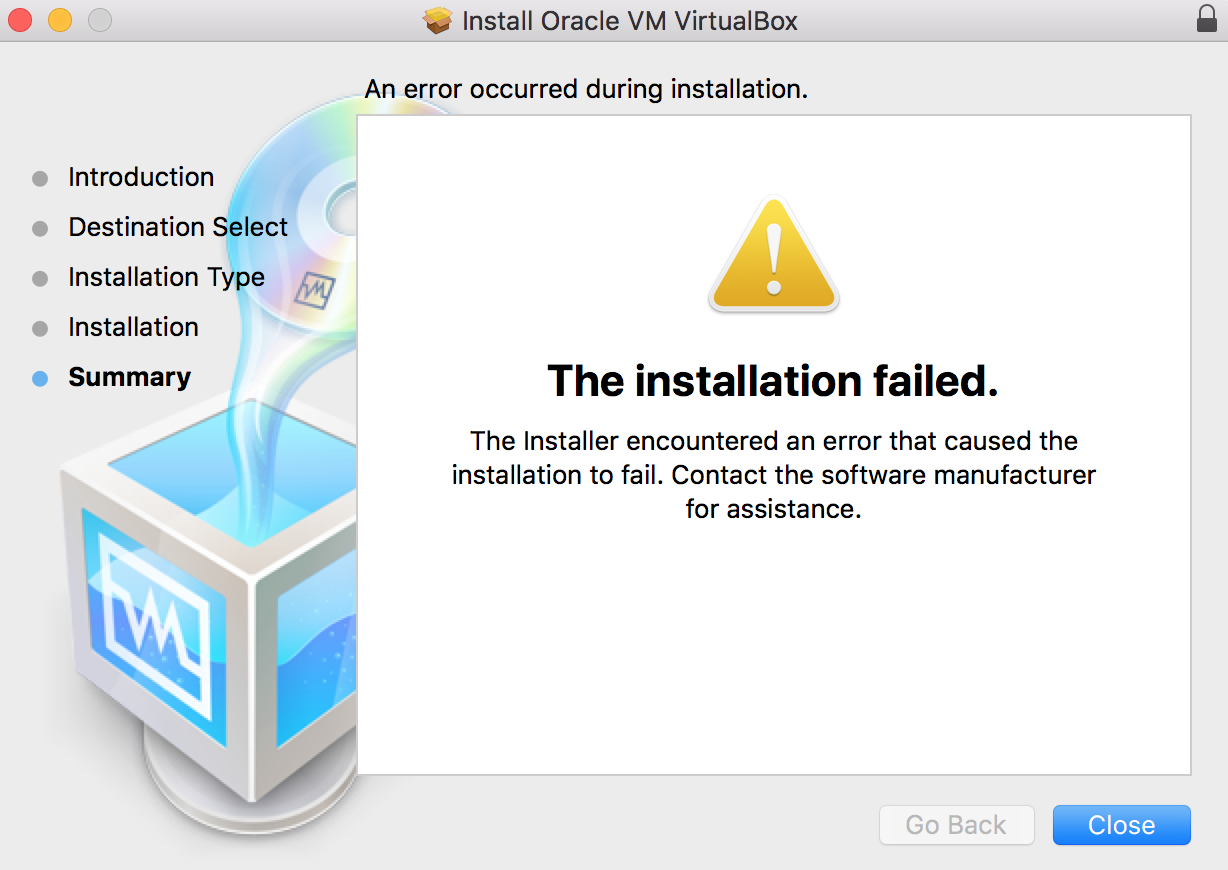 Install Oracle VM VirtualBox
An error occurred during installation.
Introduction
Destination Select
Installation Type
Installation
Summary
The installation failed.
The Installer encountered an error that caused the
installation to fail. Contact the software manufacturer
for assistance.
Go Back
Close